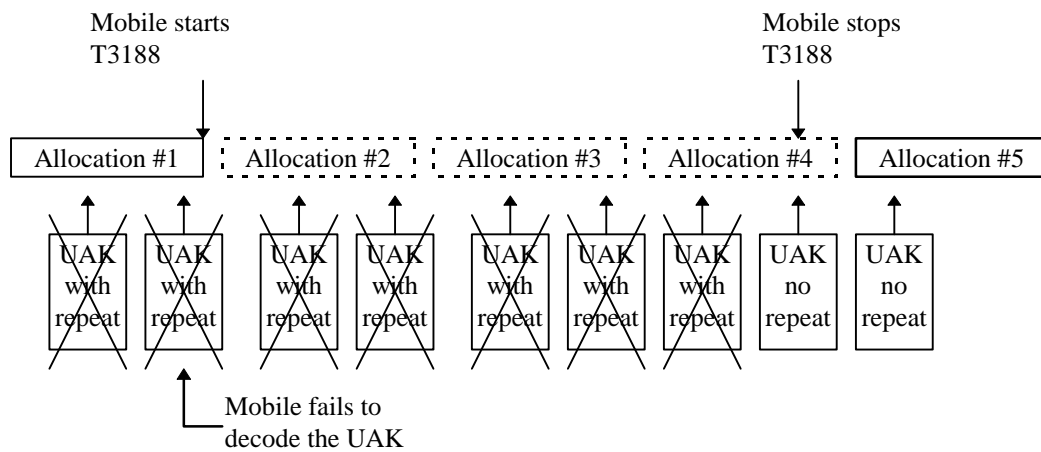 Mobile starts
T3188
Mobile stops
T3188
Allocation #1
Allocation #2
Allocation #3
Allocation #4
Allocation #5
UAK
with
repeat
UAK
with
repeat
UAK
with
repeat
UAK
with
repeat
UAK
with
repeat
UAK
with
repeat
UAK
with
repeat
UAK
no
repeat
UAK
no
repeat
Mobile fails to
decode the UAK